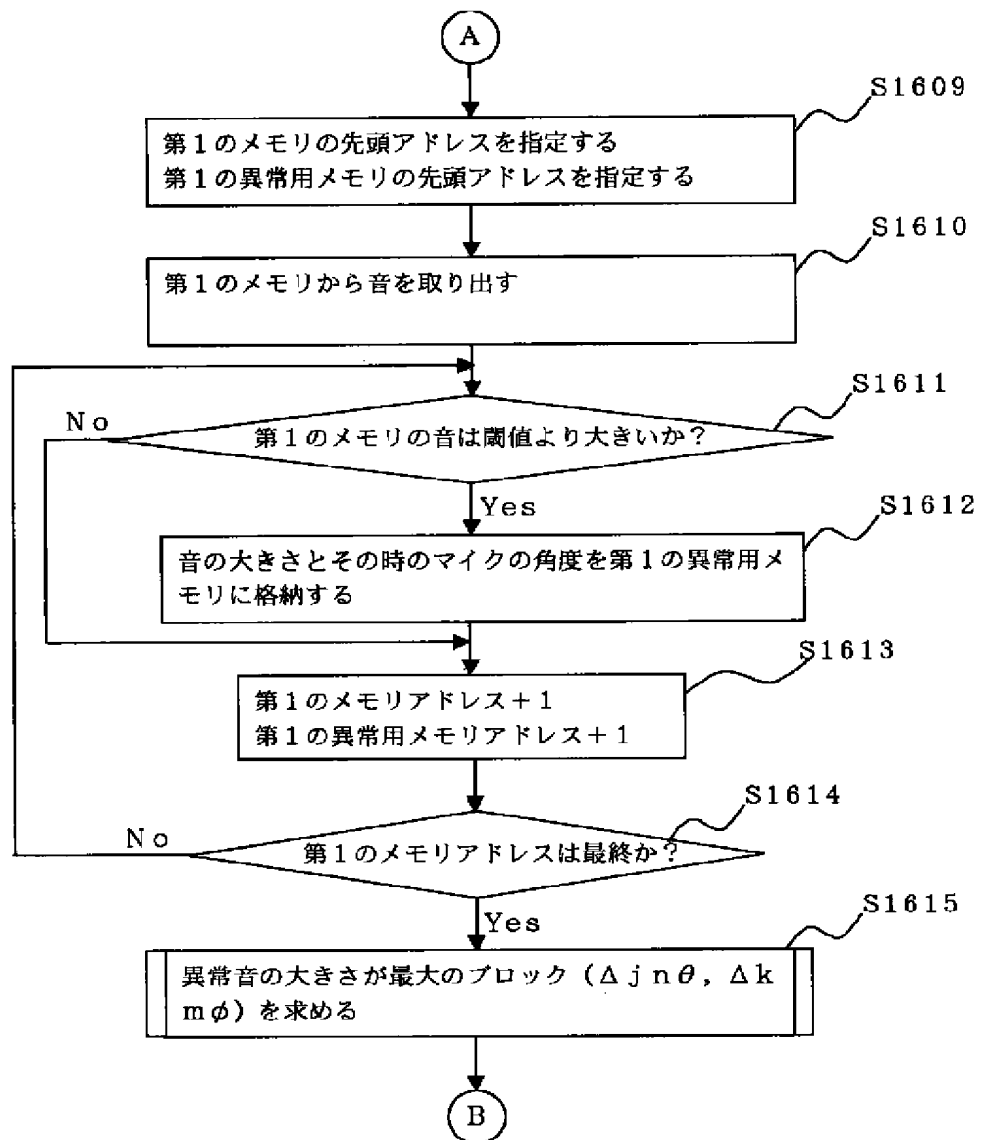 A
S1609
第1のメモリの先頭アドレスを指定する
第1の異常用メモリの先頭アドレスを指定する
S1610
第1のメモリから音を取り出す
S1611
No
第1のメモリの音は閾値より大きいか？
Yes
S1612
音の大きさとその時のマイクの角度を第1の異常用メ
モリに格納する
S1613
第1のメモリアドレス＋1
第1の異常用メモリアドレス＋1
S1614
No
第1のメモリアドレスは最終か？
Yes
S1615
異常音の大きさが最大のブロック（Δｊｎθ，Δｋ
ｍφ）を求める
B